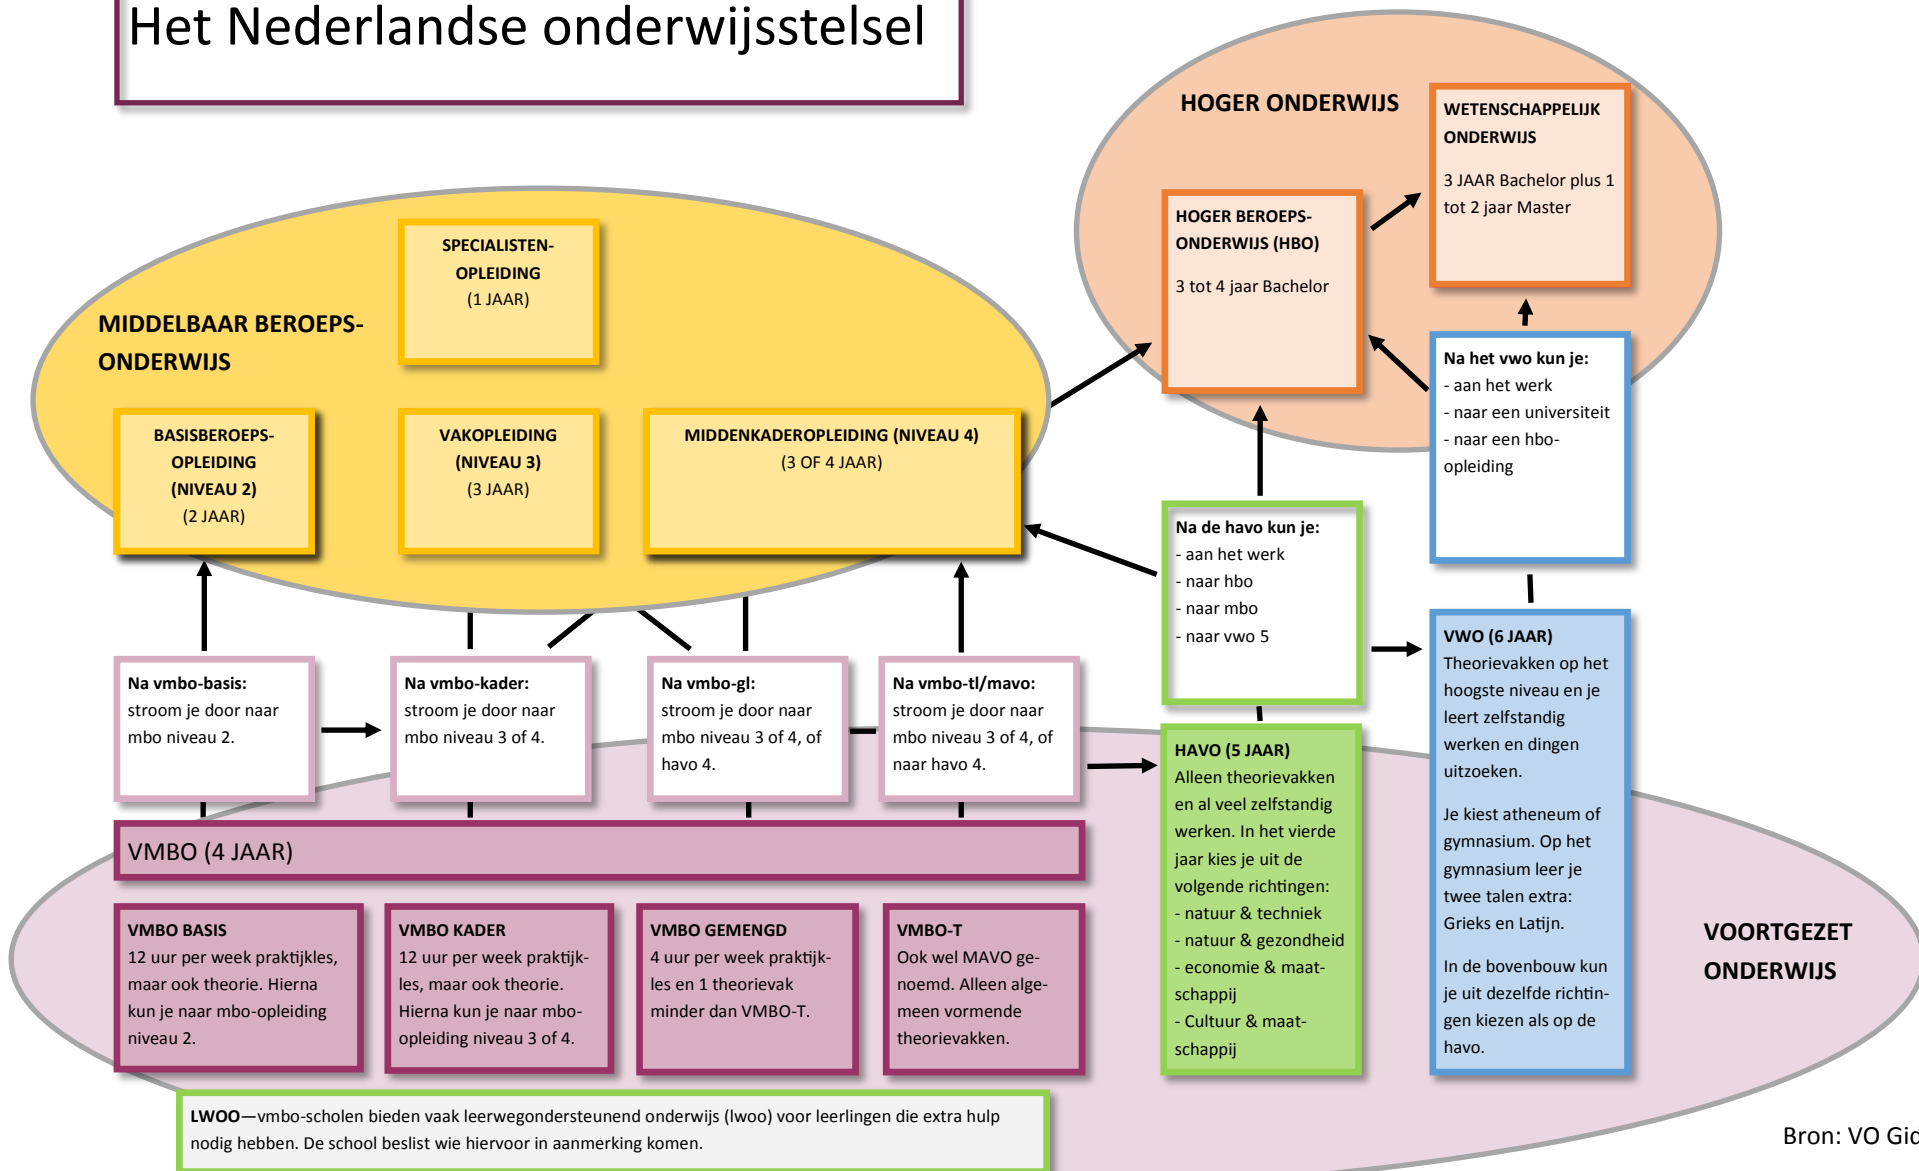 Het Nederlandse onderwijsstelsel
HOGER ONDERWIJS
WETENSCHAPPELIJK
ONDERWIJS
3 JAAR Bachelor plus 1
tot 2 jaar Master
HOGER BEROEPS-
ONDERWIJS (HBO)
3 tot 4 jaar Bachelor
MIDDELBAAR BEROEPS-
ONDERWIJS
SPECIALISTEN-
OPLEIDING
(1 JAAR)
BASISBEROEPS-
OPLEIDING
(NIVEAU 2)
(2 JAAR)
VAKOPLEIDING
(NIVEAU 3)
(3 JAAR)
MIDDENKADEROPLEIDING (NIVEAU 4)
(3 OF 4 JAAR)
Na het vwo kun je:
- aan het werk
- naar een universiteit
- naar een hbo-
opleiding
Na de havo kun je:
- aan het werk
- naar hbo
- naar mbo
- naar vwo 5
Na vmbo-basis:
stroom je door naar
mbo niveau 2.
Na vmbo-kader:
stroom je door naar
mbo niveau 3 of 4.
Na vmbo-gl:
stroom je door naar
mbo niveau 3 of 4, of
havo 4.
Na vmbo-tl/mavo:
stroom je door naar
mbo niveau 3 of 4, of
naar havo 4.
VMBO (4 JAAR)
VMBO BASIS
12 uur per week praktijkles,
maar ook theorie. Hierna
kun je naar mbo-opleiding
niveau 2.
VMBO KADER
12 uur per week praktijk-
les, maar ook theorie.
Hierna kun je naar mbo-
opleiding niveau 3 of 4.
VMBO GEMENGD
4 uur per week praktijk-
les en 1 theorievak
minder dan VMBO-T.
VMBO-T
Ook wel MAVO ge-
noemd. Alleen alge-
meen vormende
theorievakken.
HAVO (5 JAAR)
Alleen theorievakken
en al veel zelfstandig
werken. In het vierde
jaar kies je uit de
volgende richtingen:
- natuur & techniek
- natuur & gezondheid
- economie & maat-
schappij
- Cultuur & maat-
schappij
VWO (6 JAAR)
Theorievakken op het
hoogste niveau en je
leert zelfstandig
werken en dingen
uitzoeken.
Je kiest atheneum of
gymnasium. Op het
gymnasium leer je
twee talen extra:
Grieks en Latijn.
In de bovenbouw kun
je uit dezelfde richtin-
gen kiezen als op de
havo.
VOORTGEZET
ONDERWIJS
LWOO—vmbo-scholen bieden vaak leerwegondersteunend onderwijs (lwoo) voor leerlingen die extra hulp
nodig hebben. De school beslist wie hiervoor in aanmerking komen.
Bron: VO Gid